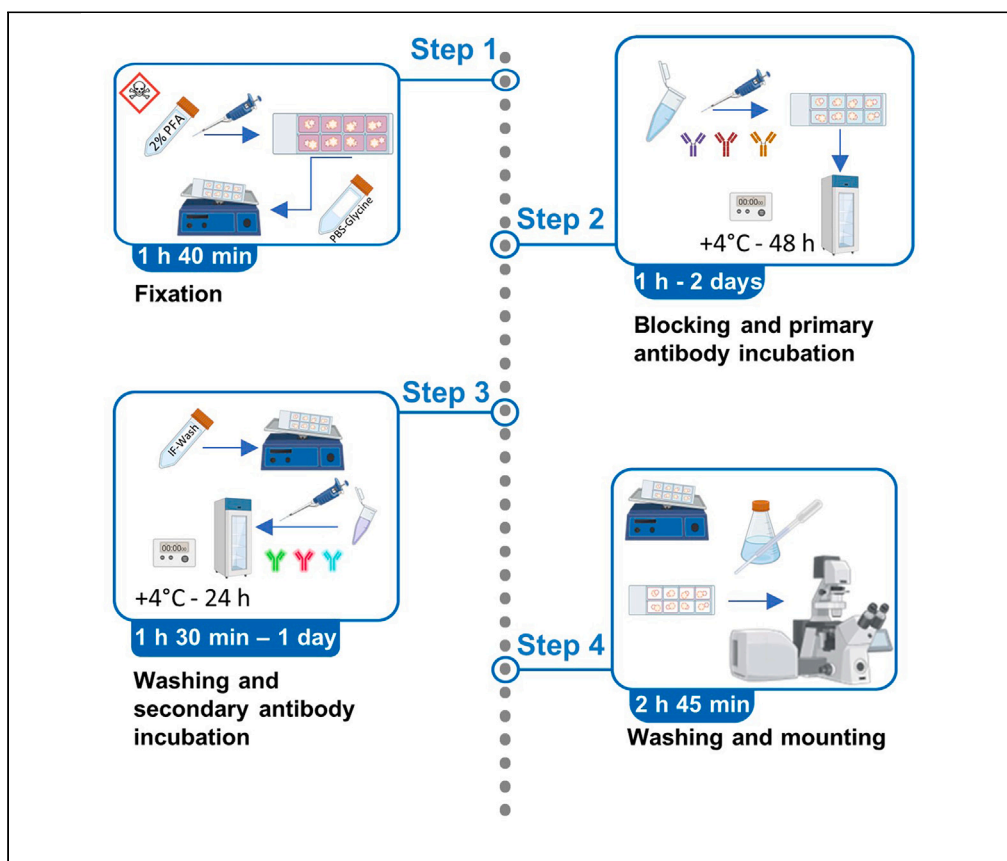 Step 1
2% PFA
PBS-Glycine
1 h 40 min
Fixation
Step 2
00:0000
+4°C - 48 h
1 h - 2 days
Blocking and primary
antibody incubation
Step 3
IF-Wash
00:0000
+4°C - 24 h
1 h 30 min – 1 day
Washing and
secondary antibody
incubation
Step 4
2 h 45 min
Washing and mounting